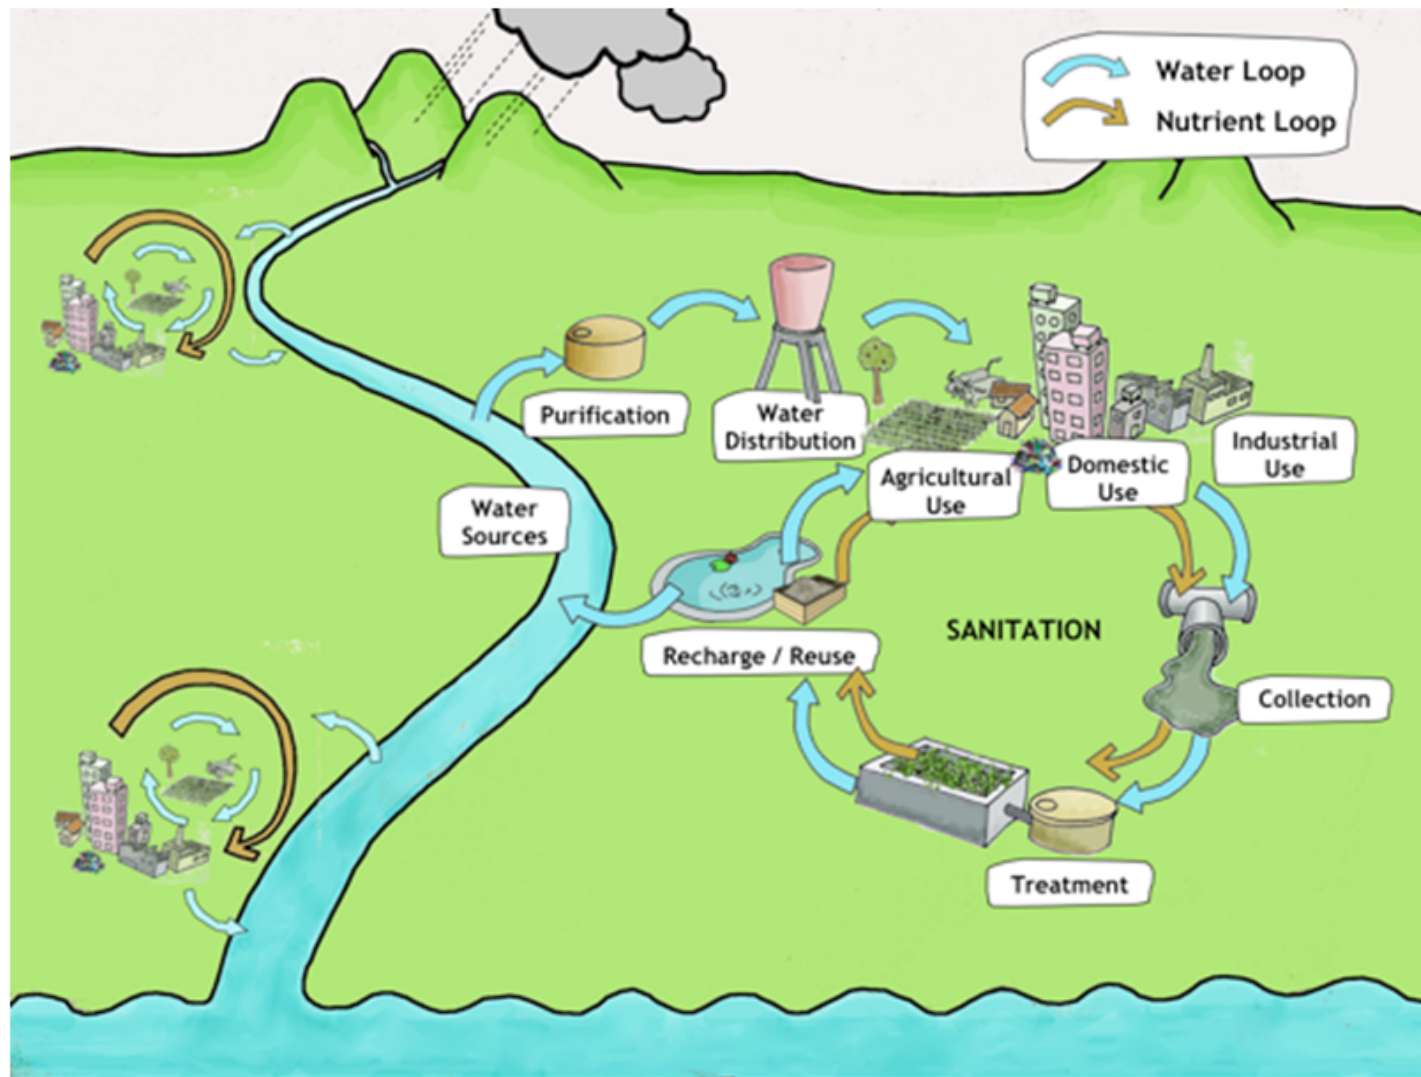 Water Loop
Nutrient Loop
Purification
Water
Distribution
Agricultural
Use
Domestic
Use
Industrial
Use
Water
Sources
Recharge / Reuse
SANITATION
Collection
Treatment